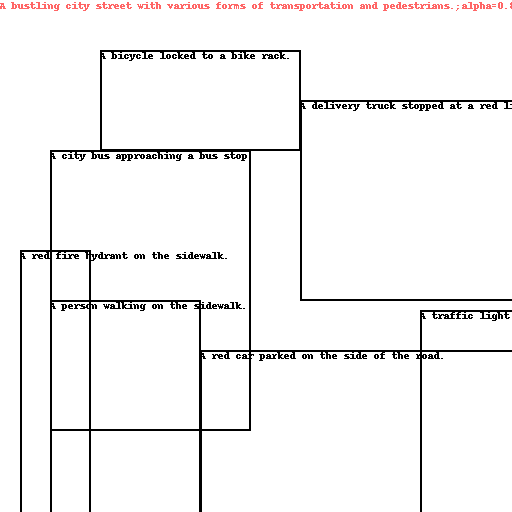 A bustling city street with various forms of transportation and pedestrians.;alpha=0.8
A bicycle locked to a bike rack.
A delivery truck stopped at a red
A city bus approaching a bus stop
A red fire hydrant on the sidewalk.
A person walking on the sidewalk.
A traffic light
A red car parked on the side of the road.